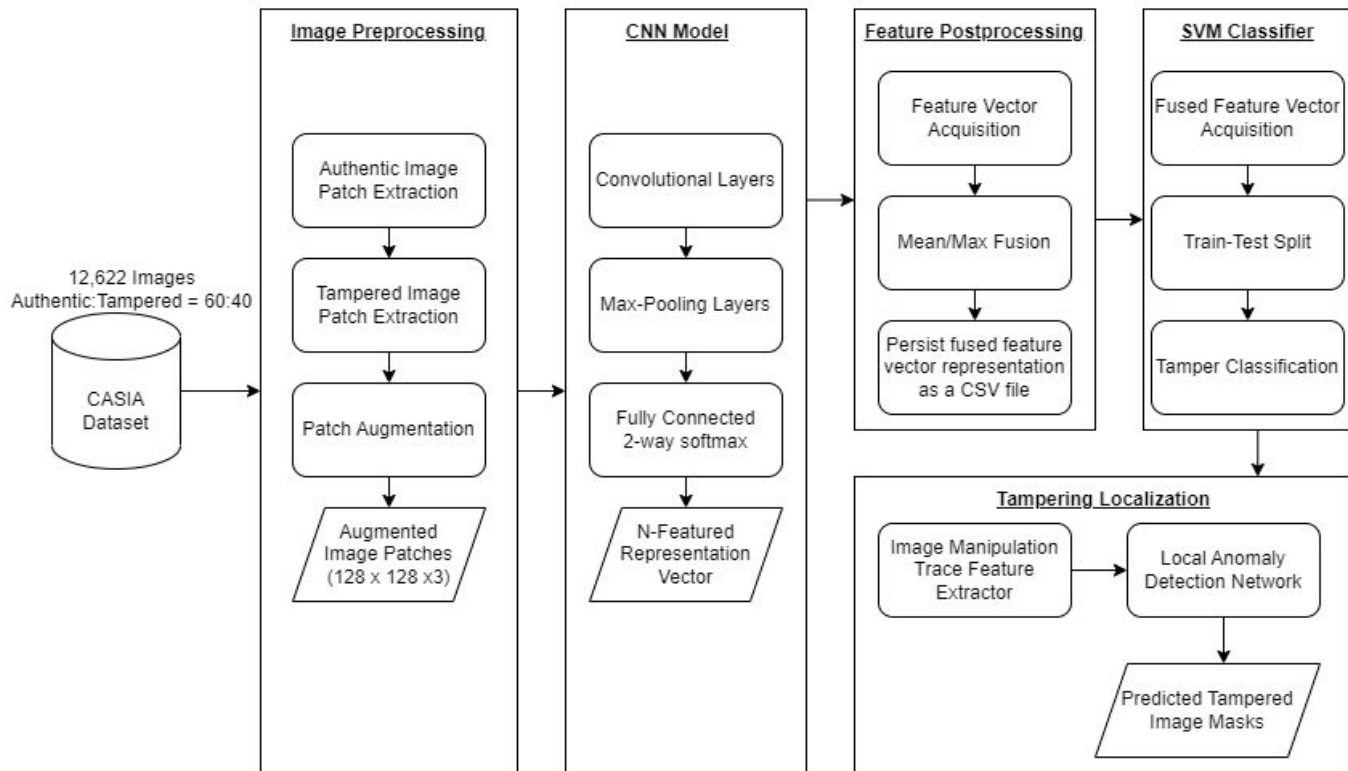 12,622 Images
Authentic:Tampered = 60:40
CASIA
Dataset
Image Preprocessing
Authentic Image
Patch Extraction
Tampered Image
Patch Extraction
Patch Augmentation
Augmented
Image Patches
(128 x 128 x3)
CNN Model
Convolutional Layers
Max-Pooling Layers
Fully Connected
2-way softmax
N-Featured
Representation
Vector
Feature Postprocessing
Feature Vector
Acquisition
Mean/Max Fusion
Persist fused feature
vector representation
as a CSV file
SVM Classifier
Fused Feature Vector
Acquisition
Train-Test Split
Tamper Classification
Tampering Localization
Image Manipulation
Trace Feature
Extractor
Local Anomaly
Detection Network
Predicted Tampered
Image Masks